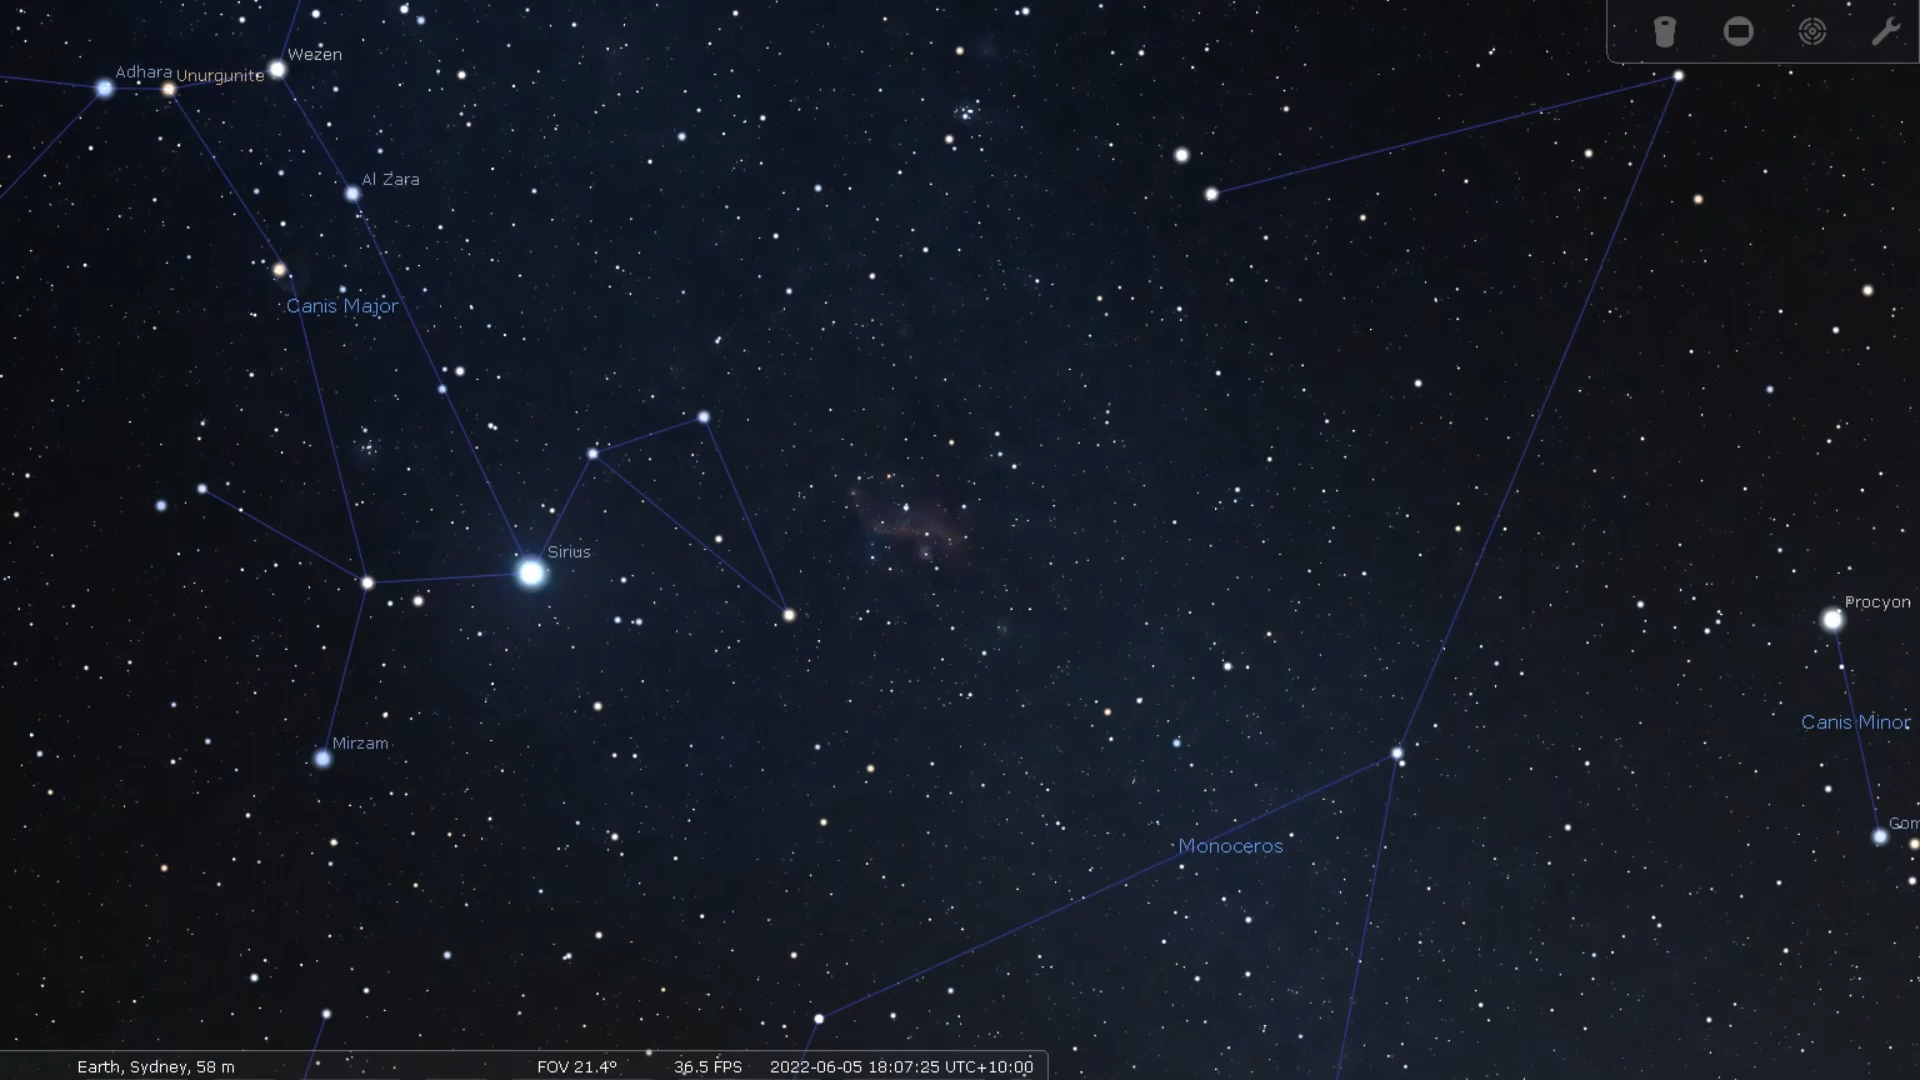 Wezen
Adhara
Unurgunite
Al Zara
Canis Major
Sirius
Procyon
Canis Minor
Mirzam
Gom
Monoceros
Earth, Sydney, 58 m FOV 21.4° 36.5 FPS 2022-06-05 18:07:25 UTC+10:00